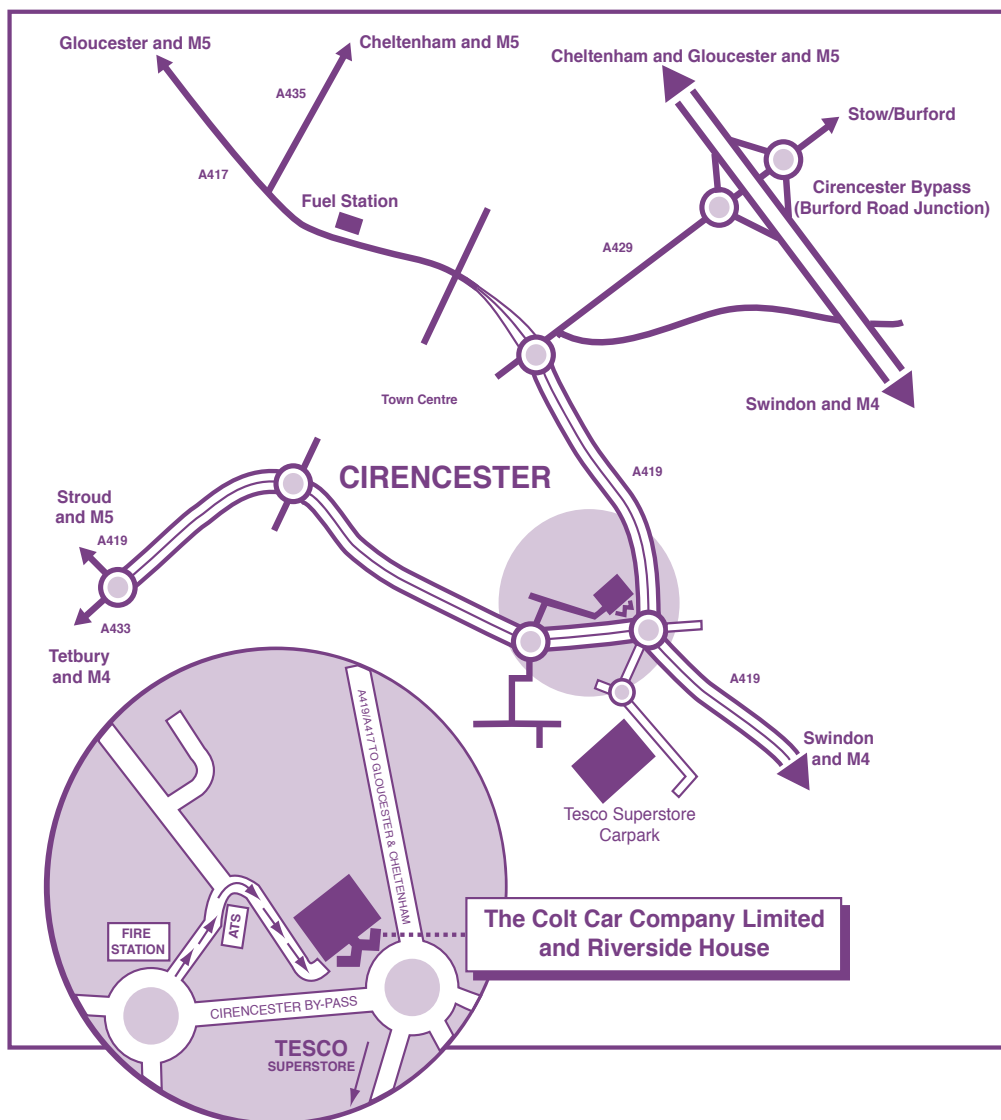 Gloucester and M5
Cheltenham and M5
Cheltenham and Gloucester and M5
A435
Stow/Burford
A417
Fuel Station
Cirencester Bypass
(Burford Road Junction)
A429
Town Centre
Swindon and M4
CIRENCESTER
A419
Stroud
and M5
A419
A433
Tetbury
and M4
A419
Swindon
and M4
Tesco Superstore
Carpark
A419/A417 TO GLOUCESTER & CHELTENHAM
The Colt Car Company Limited
and Riverside House
FIRE
STATION
ATS
CIRENCESTER BY-PASS
TESCO
SUPERSTORE